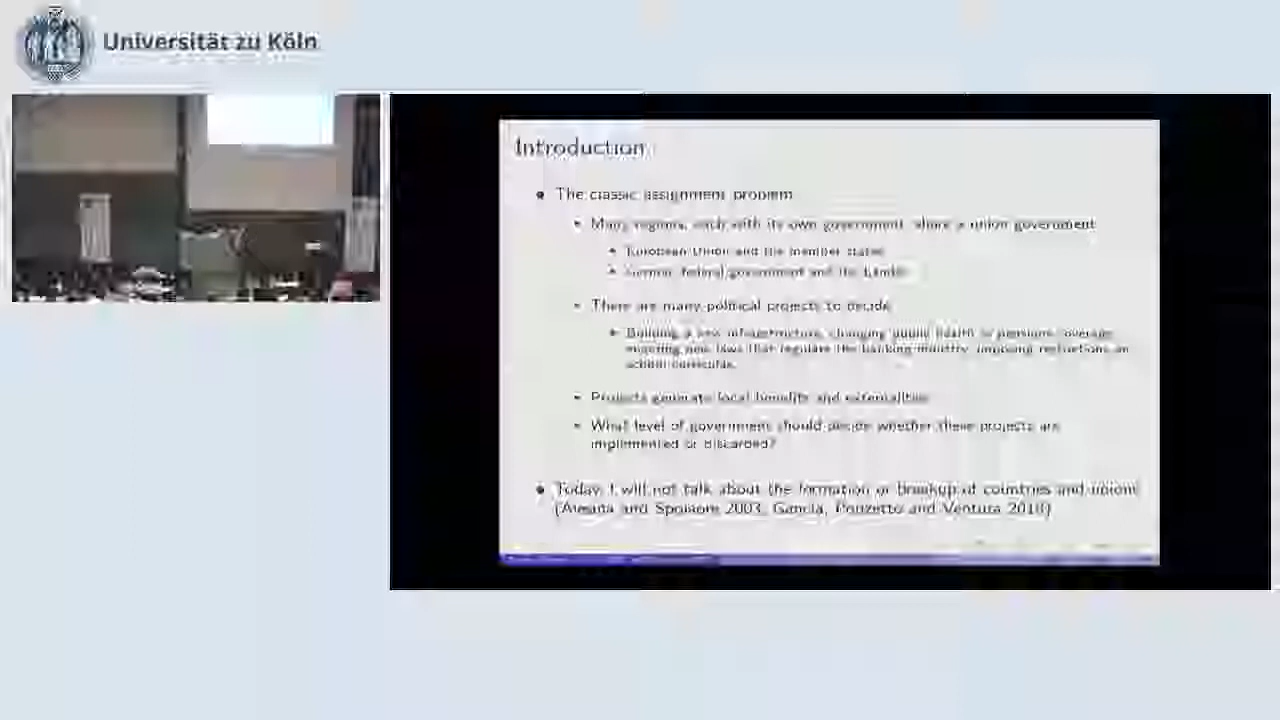 Universität zu Köln
Introduction
• The classic assignment problem
• Many regions, each with its own government, share a union government
• European Union and the member states
• German federal government and the Länder
• There are many political projects to decide
• Building a new infrastructure, changing public health or pensions coverage,
enacting new laws that regulate the banking industry, imposing restrictions on
school curricula.
• Projects generate local benefits and externalities
• What level of government should decide whether these projects are
implemented or discarded?
• Today I will not talk about the formation or breakup of countries and unions
(Alesina and Spolaore 2003, Gancia, Ponzetto and Ventura 2018)